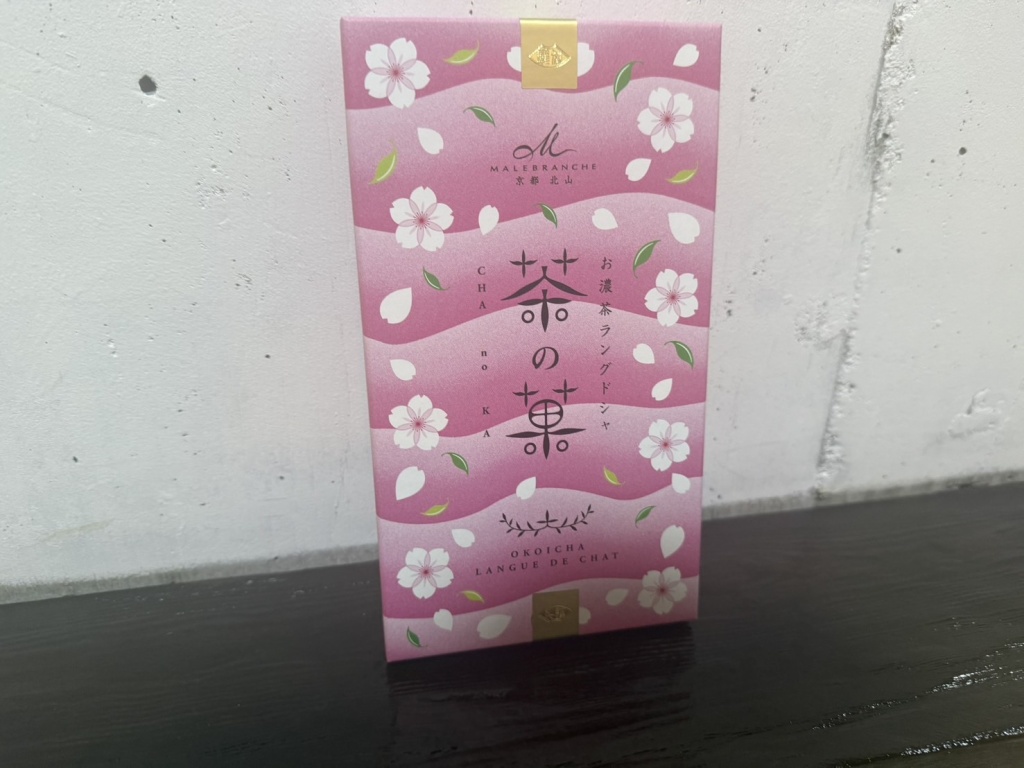 MALEBRANCHE
京都 北山
お濃茶ラングドシャ
茶の菓
CHA no KA
OKOICHA
LANGUE DE CHAT